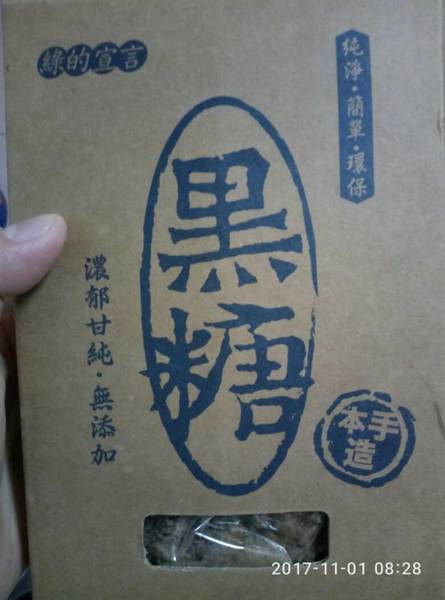 綠的宣言
純淨·簡單·環保
黑糖
濃郁甘純·無添加
手本造
2017-11-01 08:28